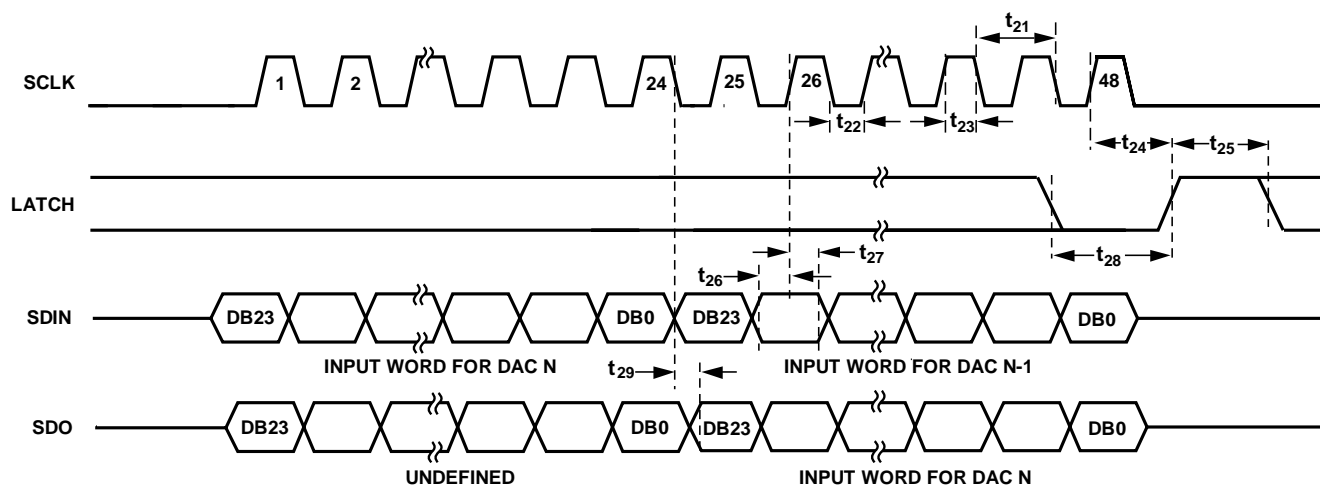 t21
SCLK
1 2 24 25 26 48
t22 t23
t24 t25
LATCH
t28
t27
t26
SDIN
DB23 DB0 DB23 DB0
INPUT WORD FOR DAC N INPUT WORD FOR DAC N-1
t29
SDO
DB23 DB0 DB23 DB0
UNDEFINED INPUT WORD FOR DAC N